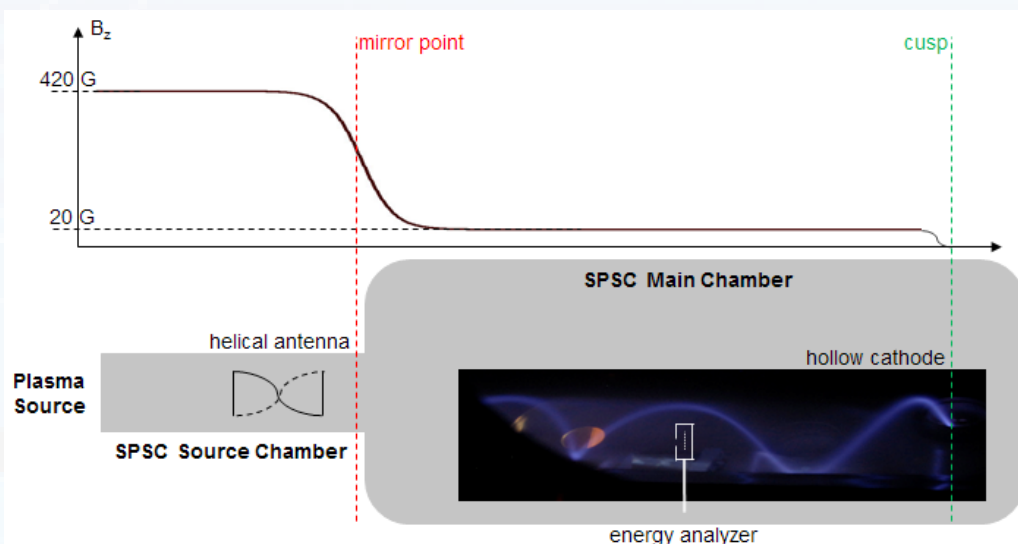 B_z
mirror point
cusp
420 G
20 G
SPSC Main Chamber
helical antenna
hollow cathode
Plasma
Source
SPSC Source Chamber
energy analyzer